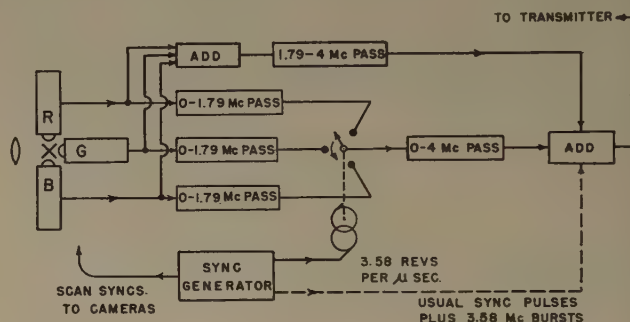 TO TRANSMITTER
ADD
1.79-4 Mc PASS
R
0-1.79 Mc PASS
G
0-1.79 Mc PASS
0-4 Mc PASS
ADD
B
0-1.79 Mc PASS
SYNC
GENERATOR
3.58 REVS
PER μ SEC.
SCAN SYNCS.
TO CAMERAS
USUAL SYNC PULSES
PLUS 3.58 Mc BURSTS